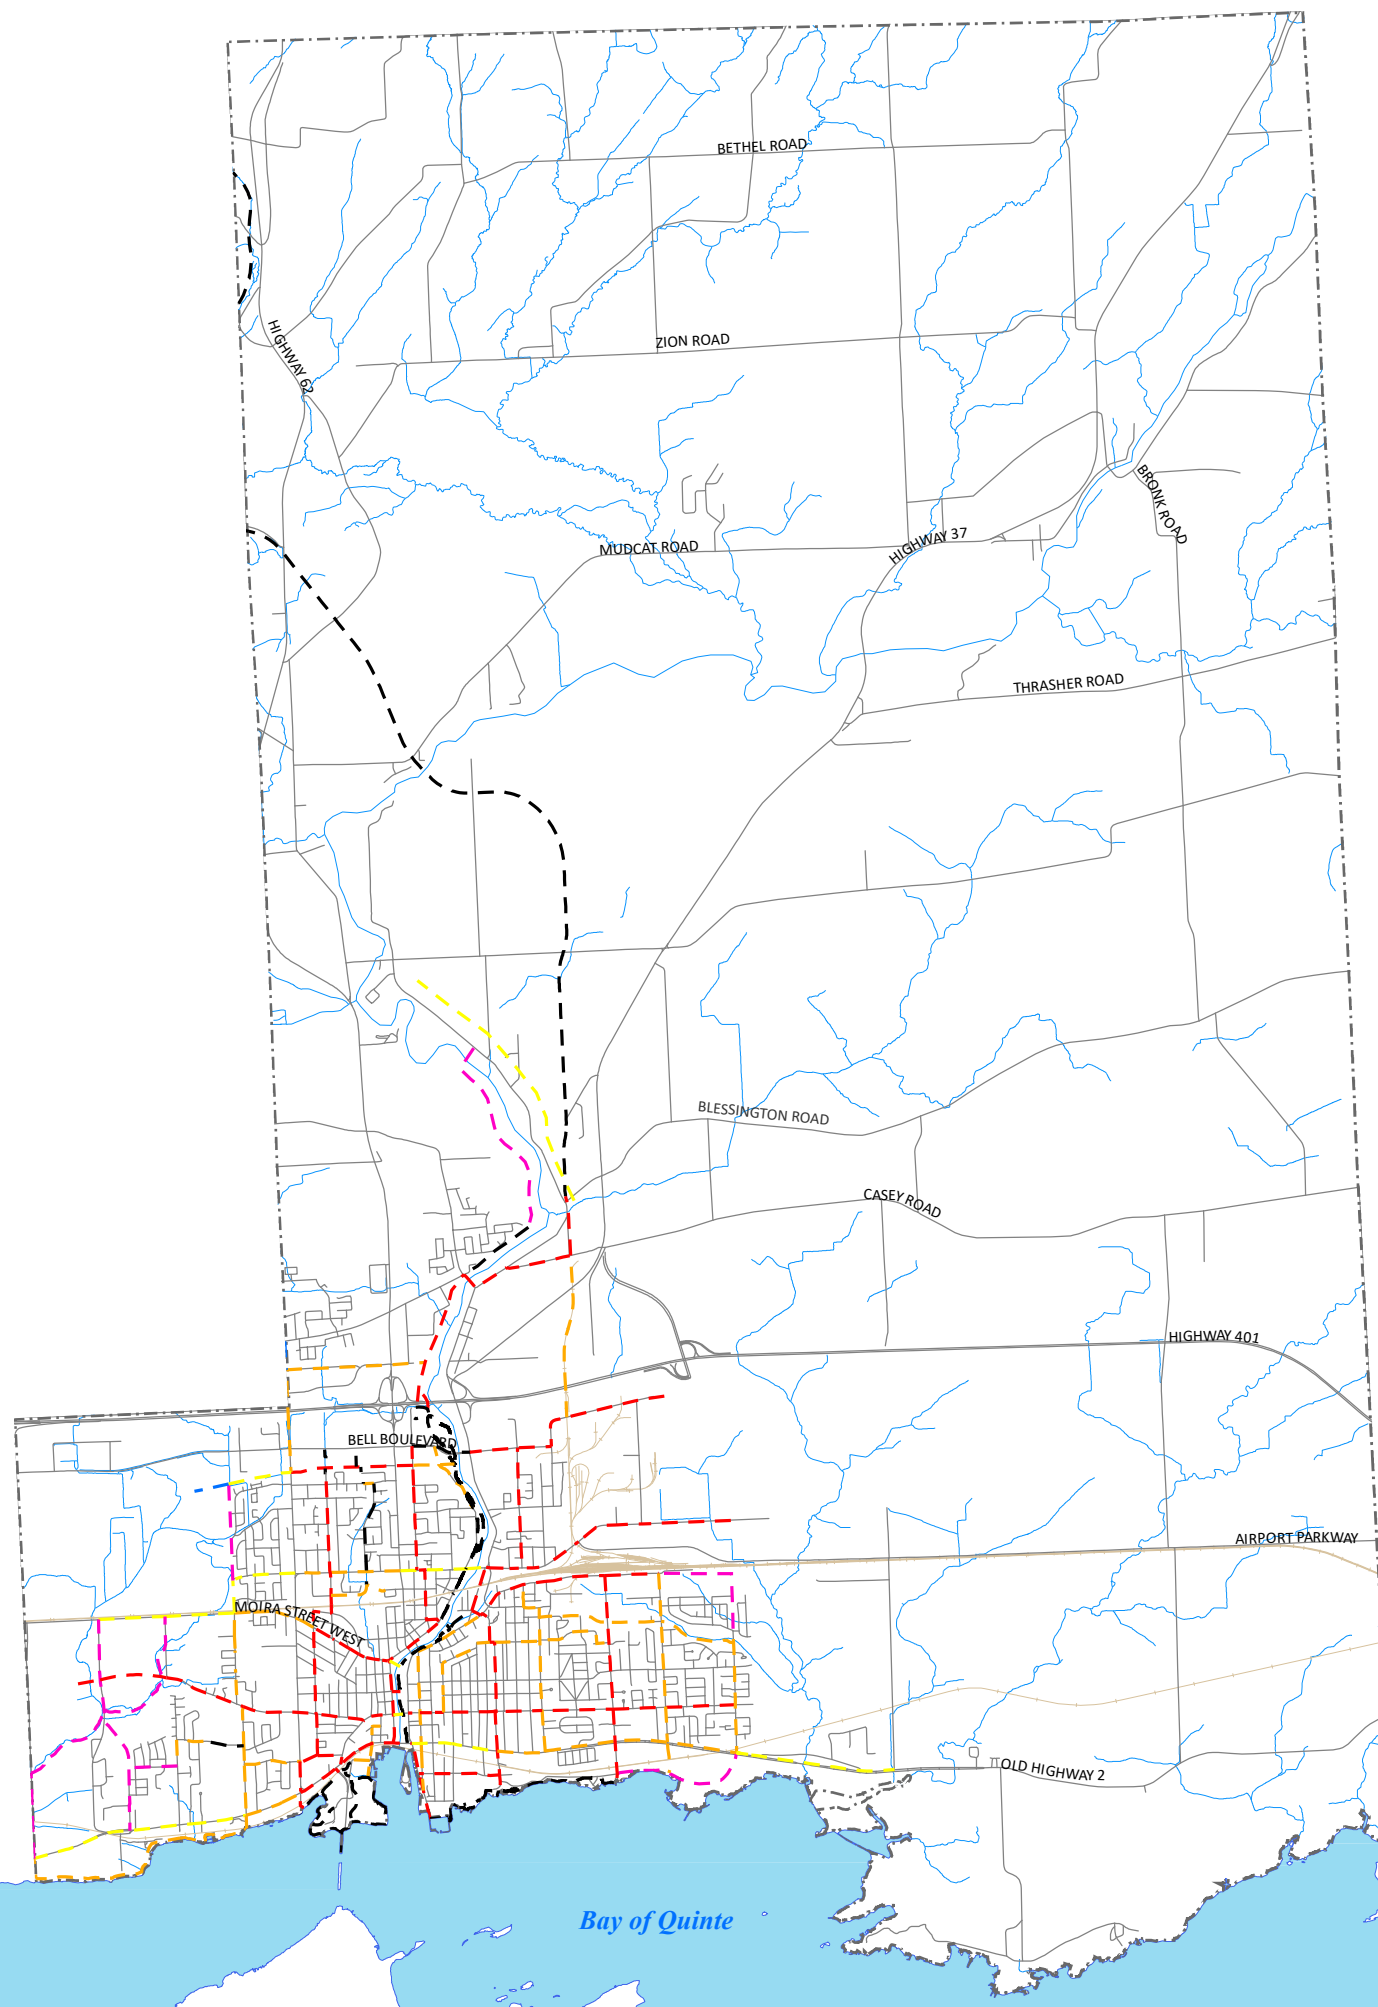 BETHEL ROAD
ZION ROAD
HIGHWAY 62
BRONK ROAD
HIGHWAY 37
MUDCAT ROAD
THRASHER ROAD
BLESSINGTON ROAD
CASEY ROAD
HIGHWAY 401
BELL BOULEVARD
AIRPORT PARKWAY
MOIRA STREET WEST
OLD HIGHWAY 2
Bay of Quinte